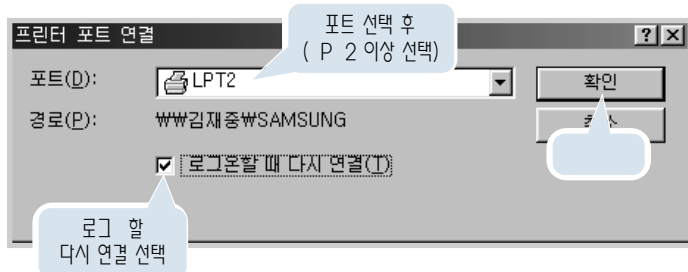 포트 선택 후
( P 2 이상 선택)
프린터 포트 연결
포트(D):
LPT2
확인
경로(P):
₩₩김재중₩SAMSUNG
로그온할 때 다시 연결(T)
로그 할
다시 연결 선택